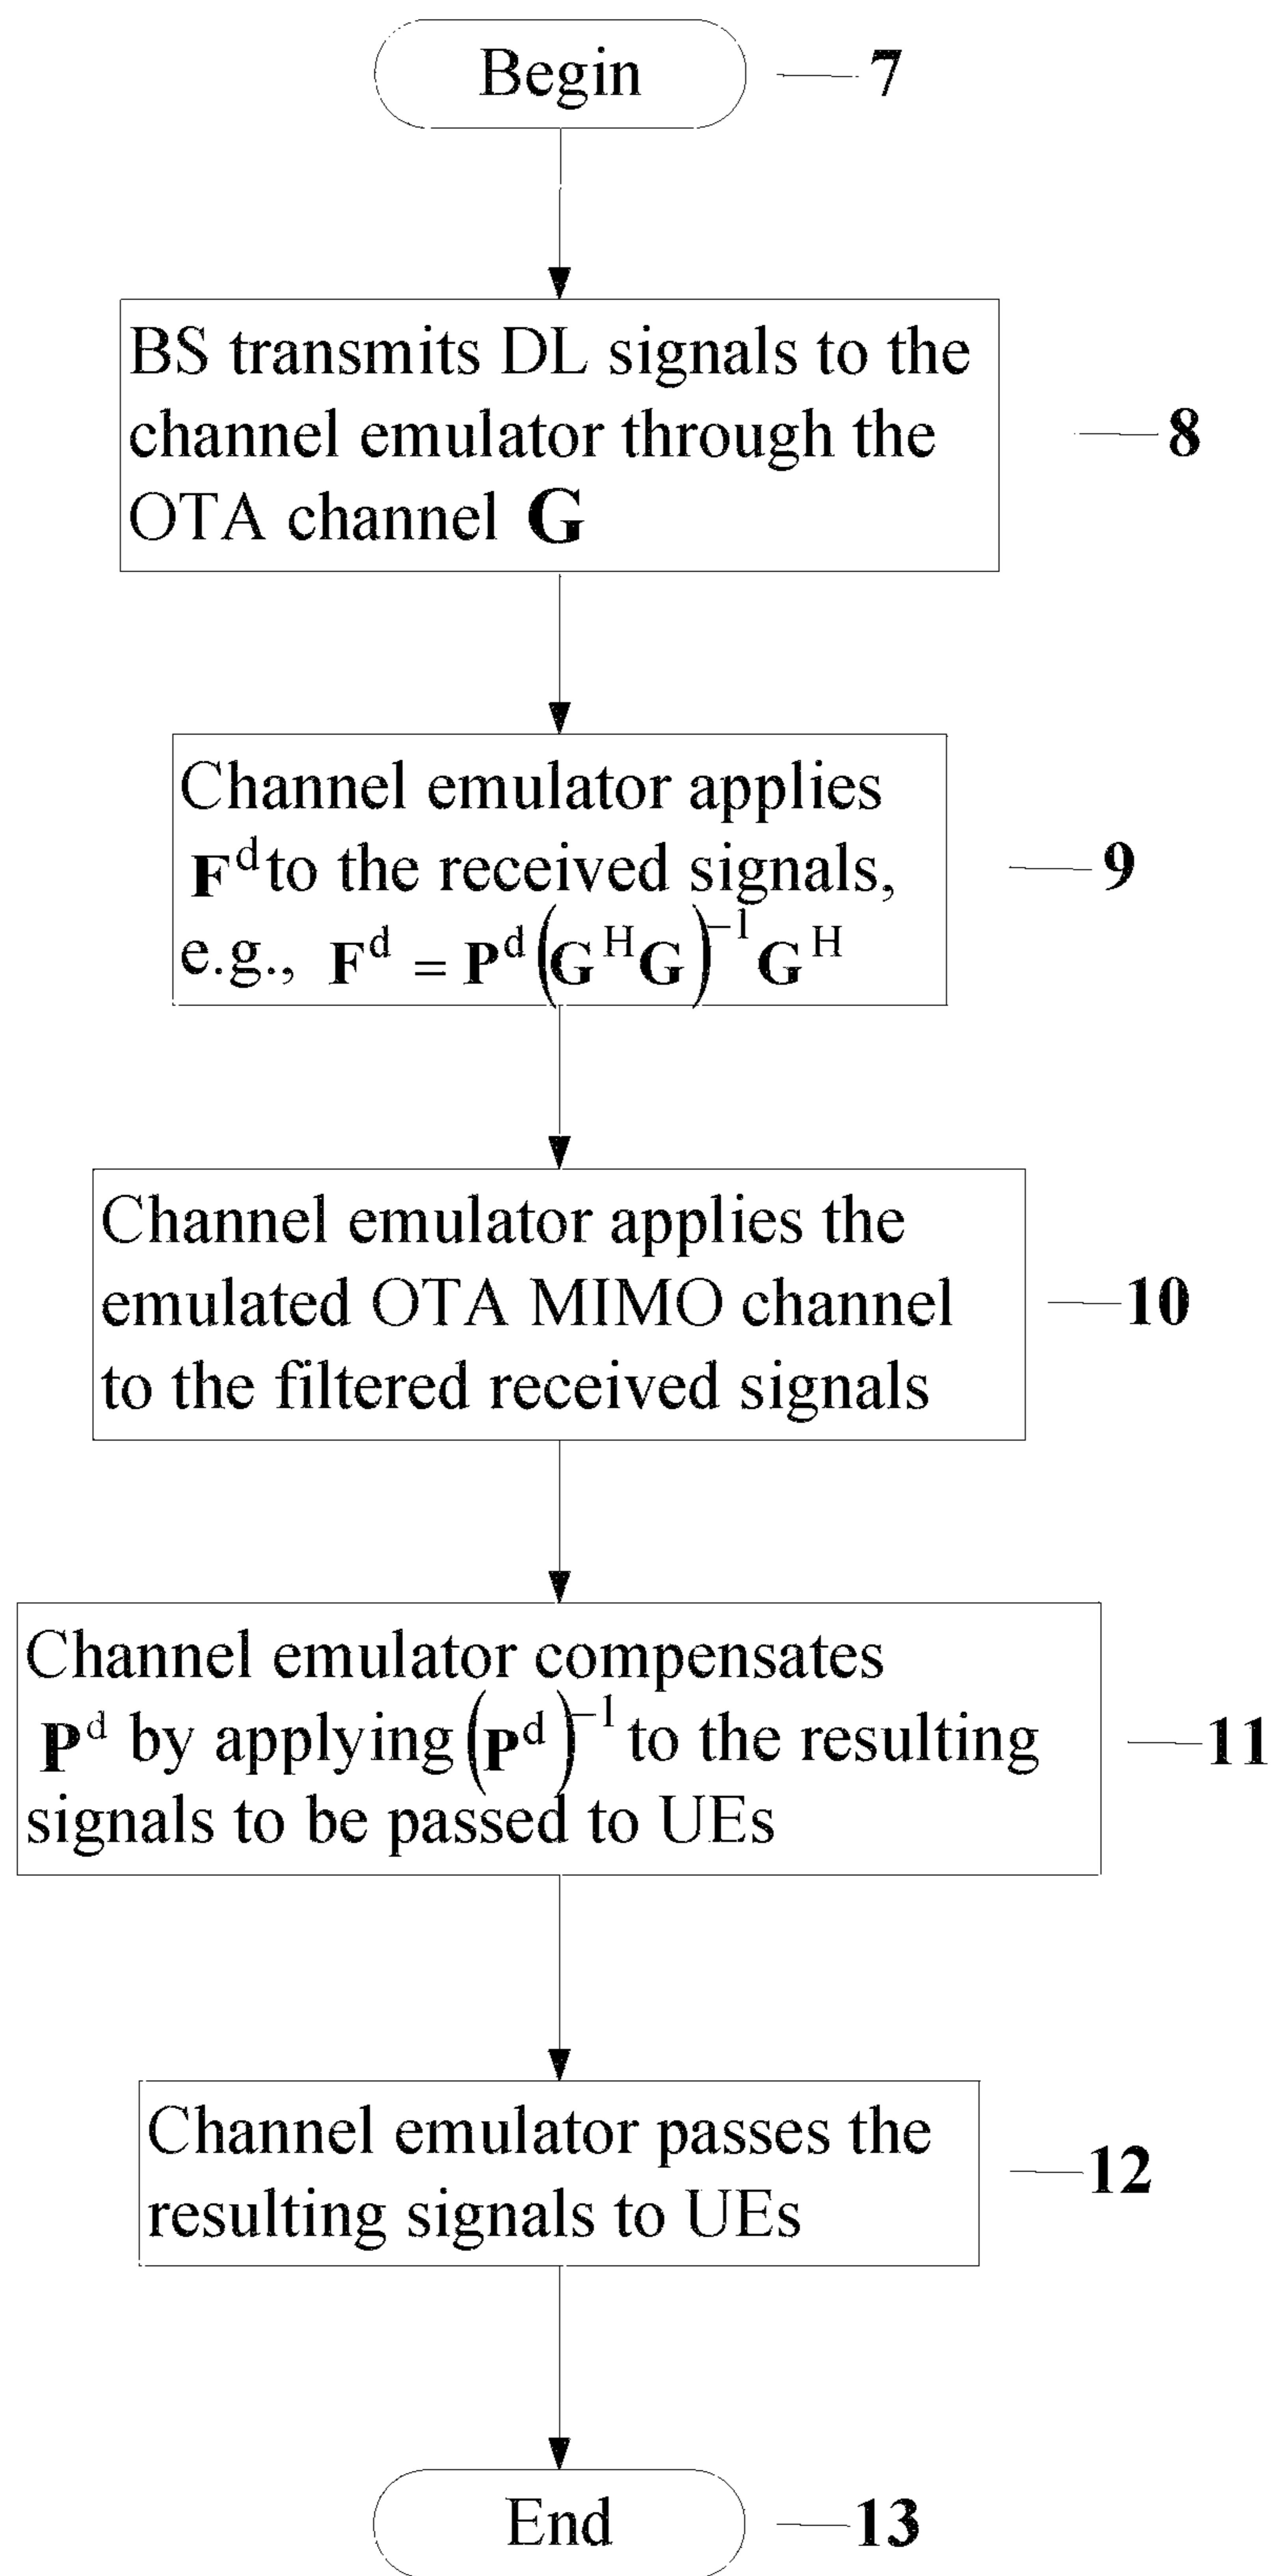 Begin
7
BS transmits DL signals to the
channel emulator through the
OTA channel G
8
Channel emulator applies
F^d to the received signals,
e.g., F^d = P^d (G^H G)^-1 G^H
9
Channel emulator applies the
emulated OTA MIMO channel
to the filtered received signals
10
Channel emulator compensates
P^d by applying (P^d)^-1 to the resulting
signals to be passed to UEs
11
Channel emulator passes the
resulting signals to UEs
12
End
13